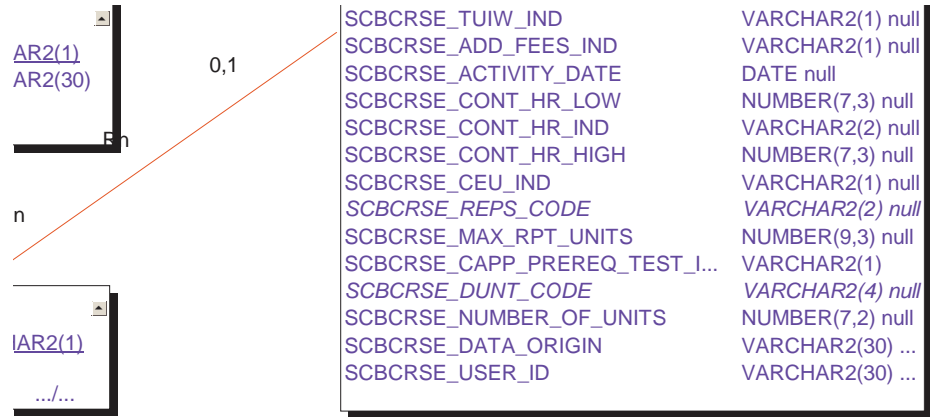 AR2(1)
AR2(30)
0,1
n
IAR2(1)
.../...
SCBCRSE_TUIW_IND VARCHAR2(1) null
SCBCRSE_ADD_FEES_IND VARCHAR2(1) null
SCBCRSE_ACTIVITY_DATE DATE null
SCBCRSE_CONT_HR_LOW NUMBER(7,3) null
SCBCRSE_CONT_HR_IND VARCHAR2(2) null
SCBCRSE_CONT_HR_HIGH NUMBER(7,3) null
SCBCRSE_CEU_IND VARCHAR2(1) null
SCBCRSE_REPS_CODE VARCHAR2(2) null
SCBCRSE_MAX_RPT_UNITS NUMBER(9,3) null
SCBCRSE_CAPP_PREREQ_TEST_I... VARCHAR2(1)
SCBCRSE_DUNT_CODE VARCHAR2(4) null
SCBCRSE_NUMBER_OF_UNITS NUMBER(7,2) null
SCBCRSE_DATA_ORIGIN VARCHAR2(30) ...
SCBCRSE_USER_ID VARCHAR2(30) ...